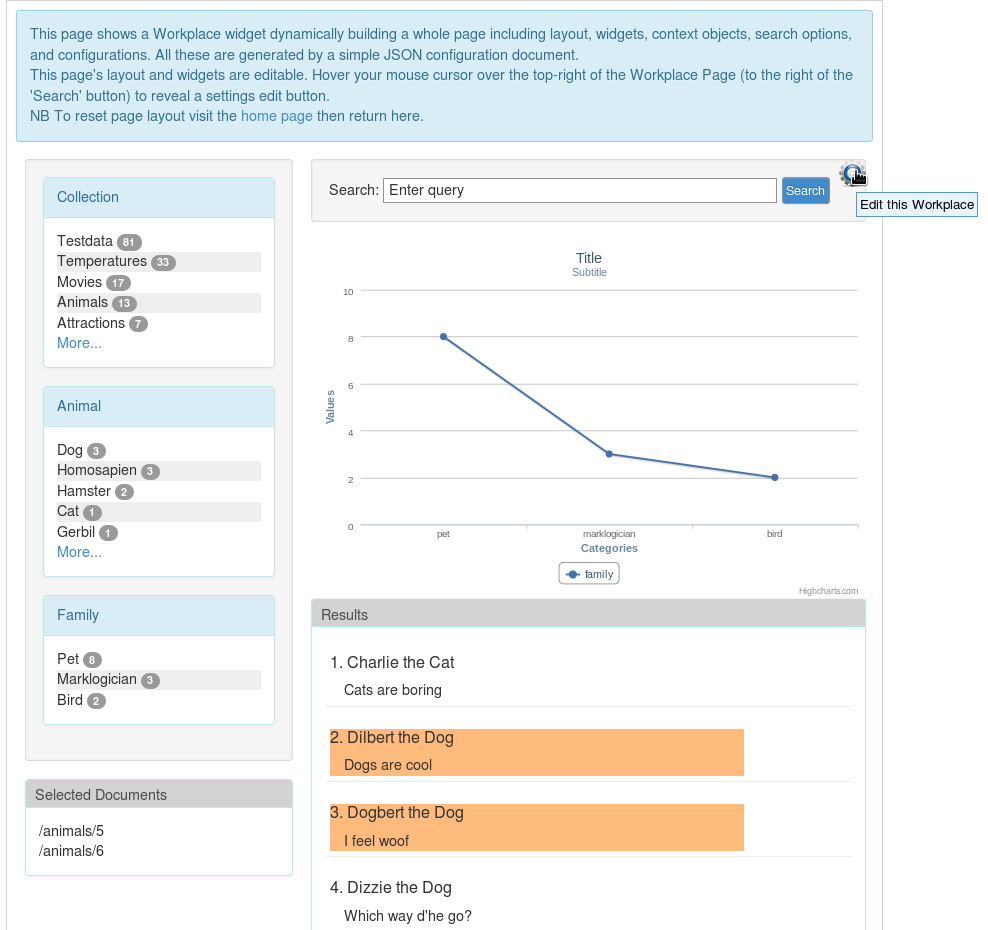 This page shows a Workplace widget dynamically building a whole page including layout, widgets, context objects, search options,
and configurations. All these are generated by a simple JSON configuration document.
This page's layout and widgets are editable. Hover your mouse cursor over the top-right of the Workplace Page (to the right of the
'Search' button) to reveal a settings edit button.
NB To reset page layout visit the home page then return here.
Collection
Testdata 81
Temperatures 33
Movies 17
Animals 13
Attractions 7
More...
Animal
Dog 3
Homosapien 3
Hamster 2
Cat 1
Gerbil 1
More...
Family
Pet 8
Marklogician 3
Bird 2
Selected Documents
/animals/5
/animals/6
Search: Enter query Search
Edit this Workplace
Title
Subtitle
10
8
6
4
2
0
Values
pet marklogician bird
Categories
family
Highcharts.com
Results
1. Charlie the Cat
Cats are boring
2. Dilbert the Dog
Dogs are cool
3. Dogbert the Dog
I feel woof
4. Dizzie the Dog
Which way d'he go?